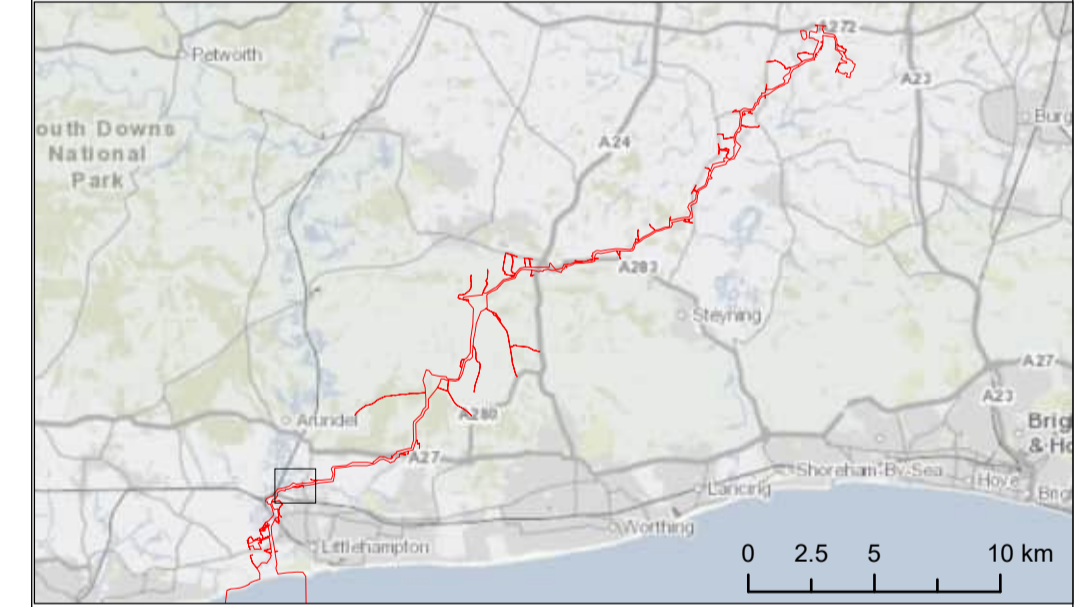 A272
Petworth
A23
Burg
outh Downs
National
Park
A24
A283
Steyning
A27
A23
Arundel
A280
Brig
& Ho
A27
Shoreham-By-Sea
Hove
Lancing
Brig
Worthing
Littlehampton
0 2.5 5 10 km